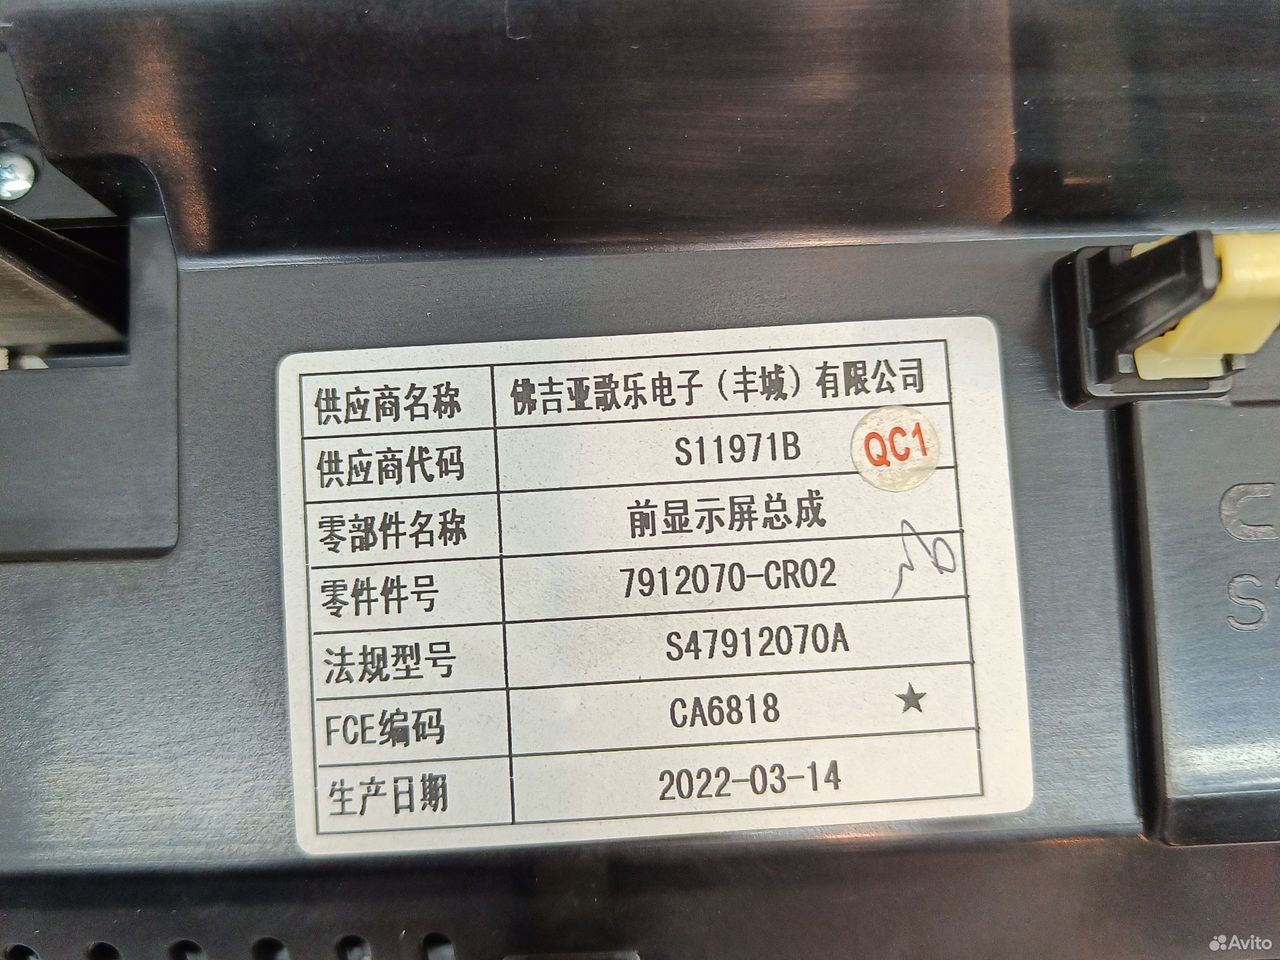 供应商名称 佛吉亚歌乐电子（丰城）有限公司
供应商代码 S11971B
QC1
零部件名称 前显示屏总成
零件件号 7912070-CR02
法规型号 S47912070A
FCE编码 CA6818 ★
生产日期 2022-03-14
Avito